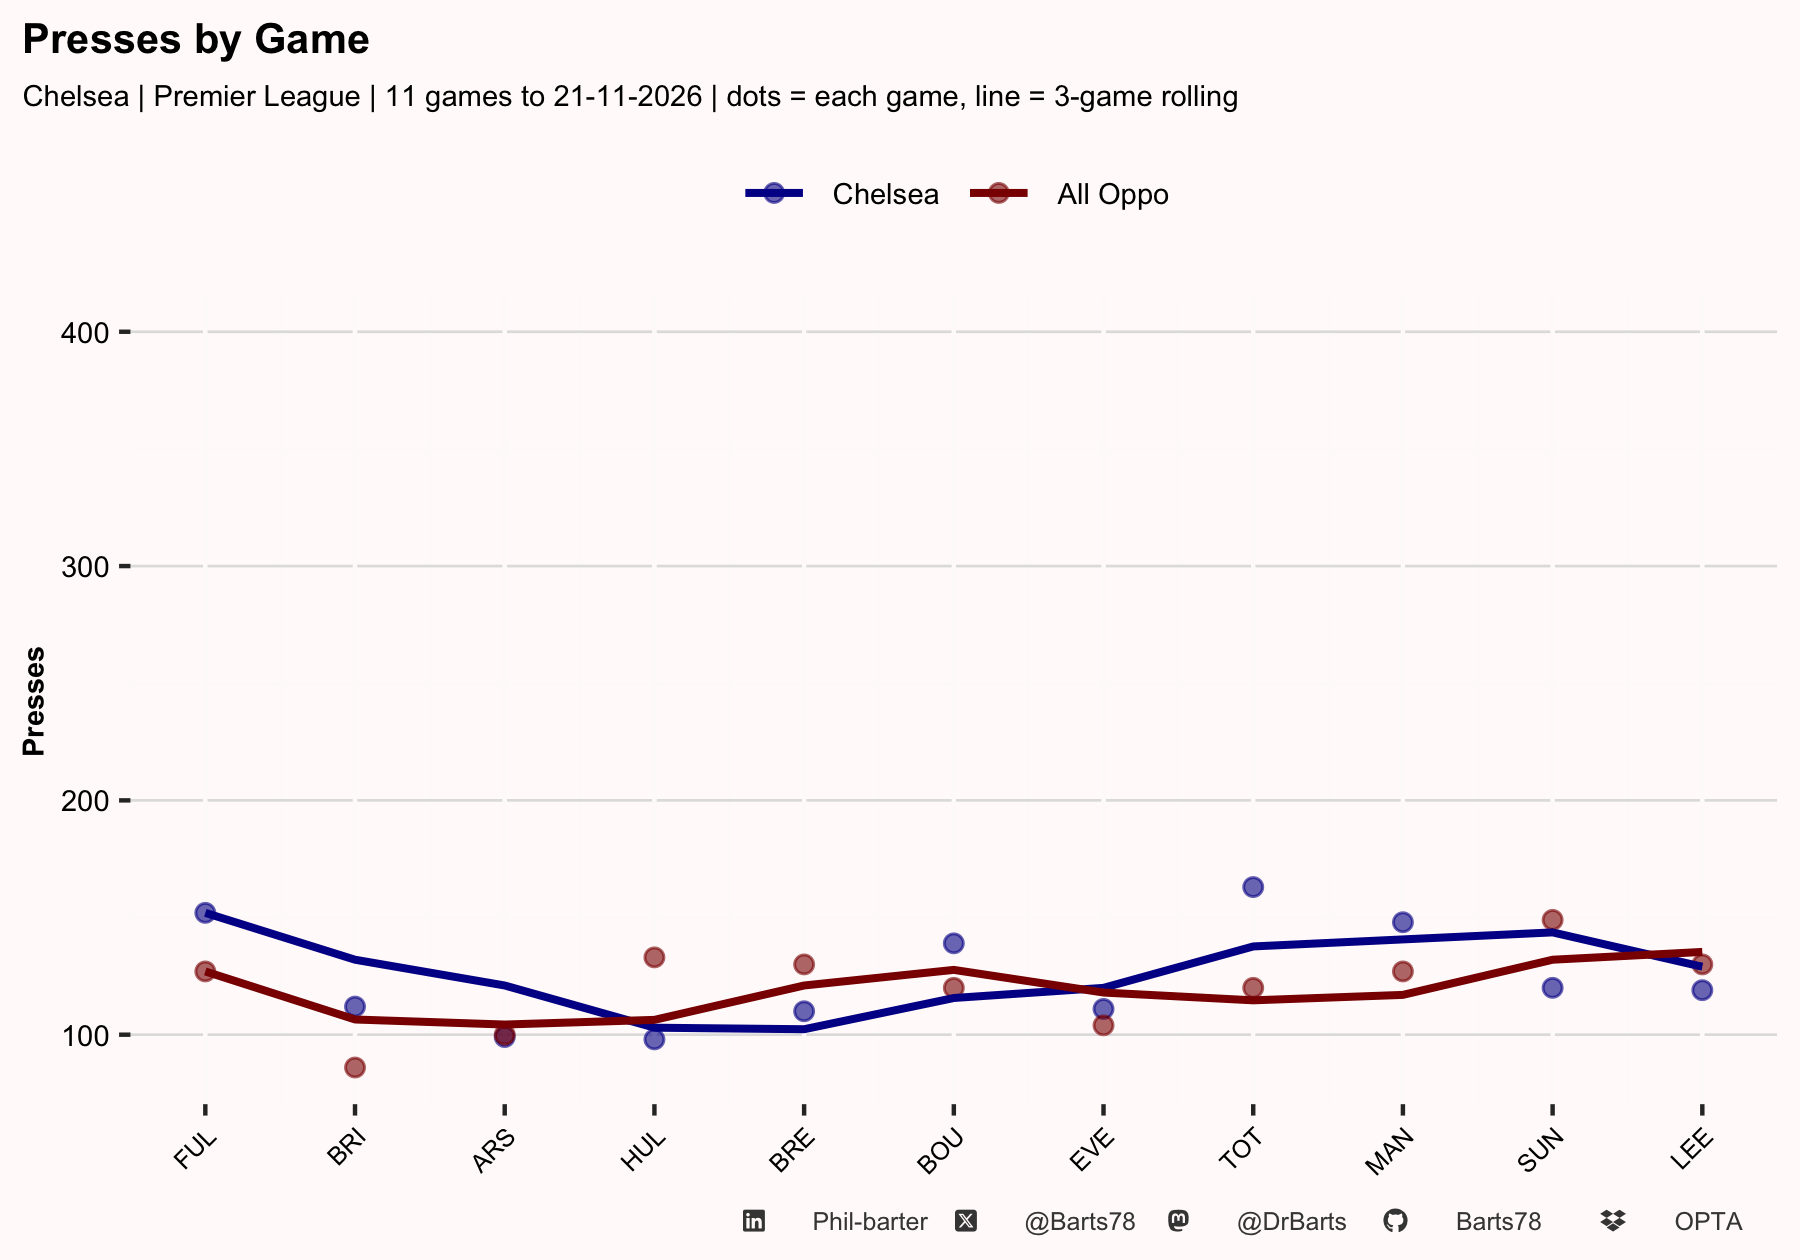 Presses by Game
Chelsea | Premier League | 11 games to 21-11-2026 | dots = each game, line = 3-game rolling
Chelsea All Oppo
400
300
200
100
Presses
FUL BRI ARS HUL BRE BOU EVE TOT MAN SUN LEE
Phil-barter @Barts78 @DrBarts Barts78 OPTA